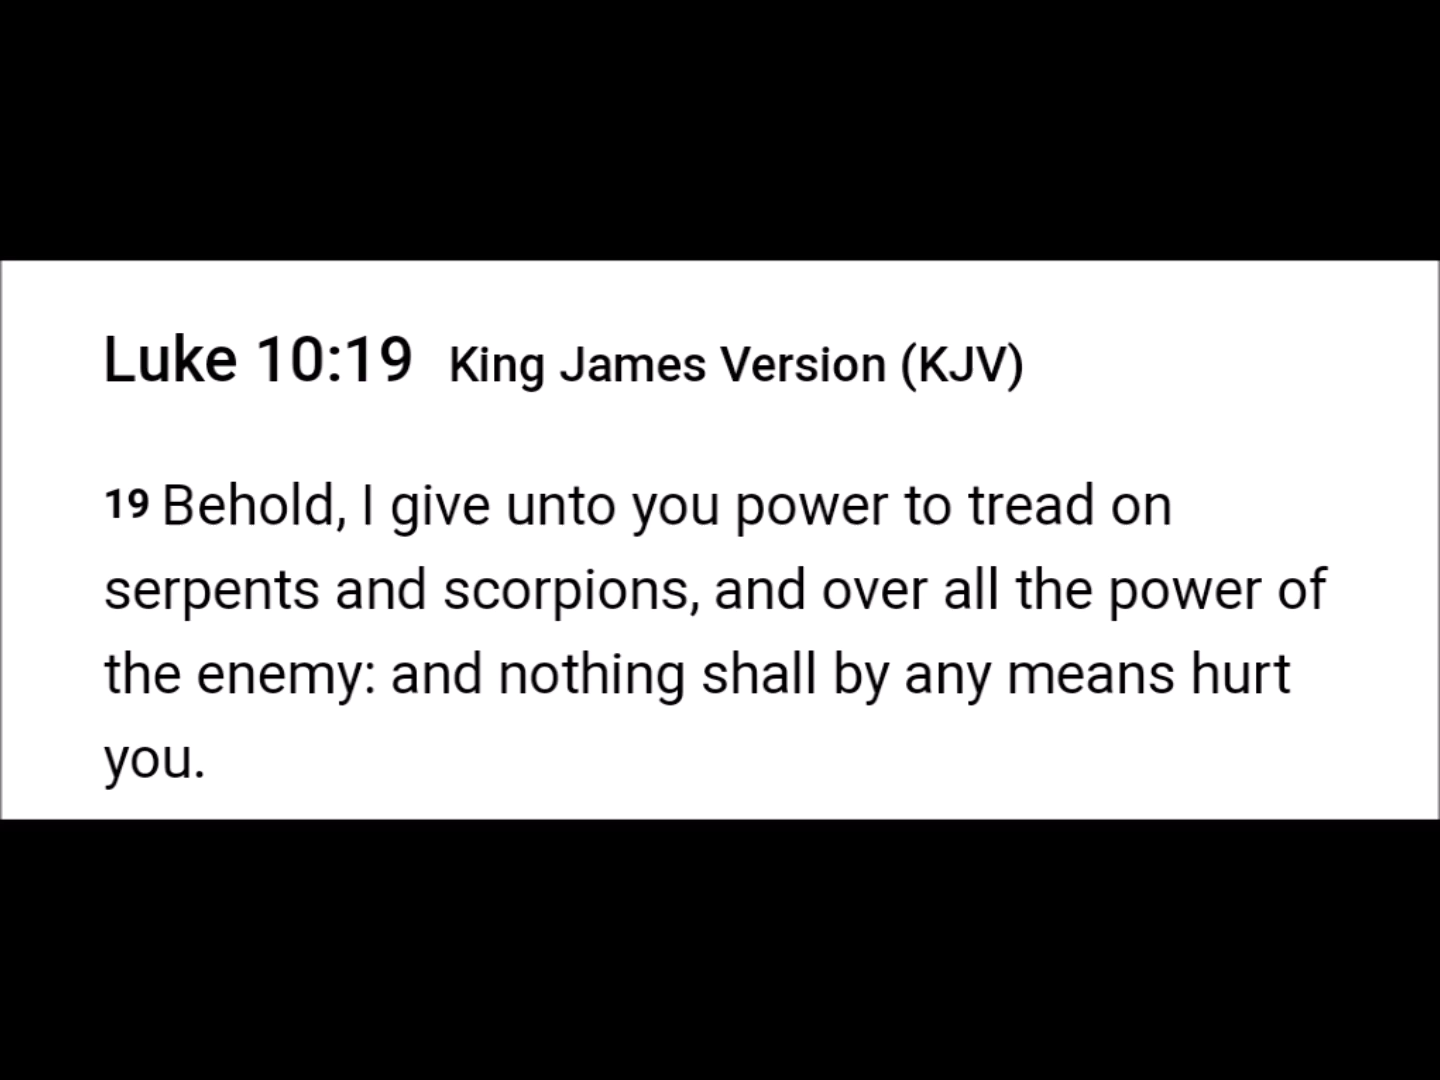 Luke 10:19 King James Version (KJV)
19 Behold, I give unto you power to tread on
serpents and scorpions, and over all the power of
the enemy: and nothing shall by any means hurt
you.